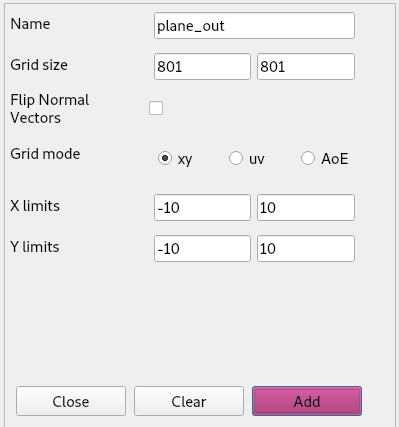 Name plane_out
Grid size 801 801
Flip Normal
Vectors
Grid mode xy uv AoE
X limits -10 10
Y limits -10 10
Close Clear Add